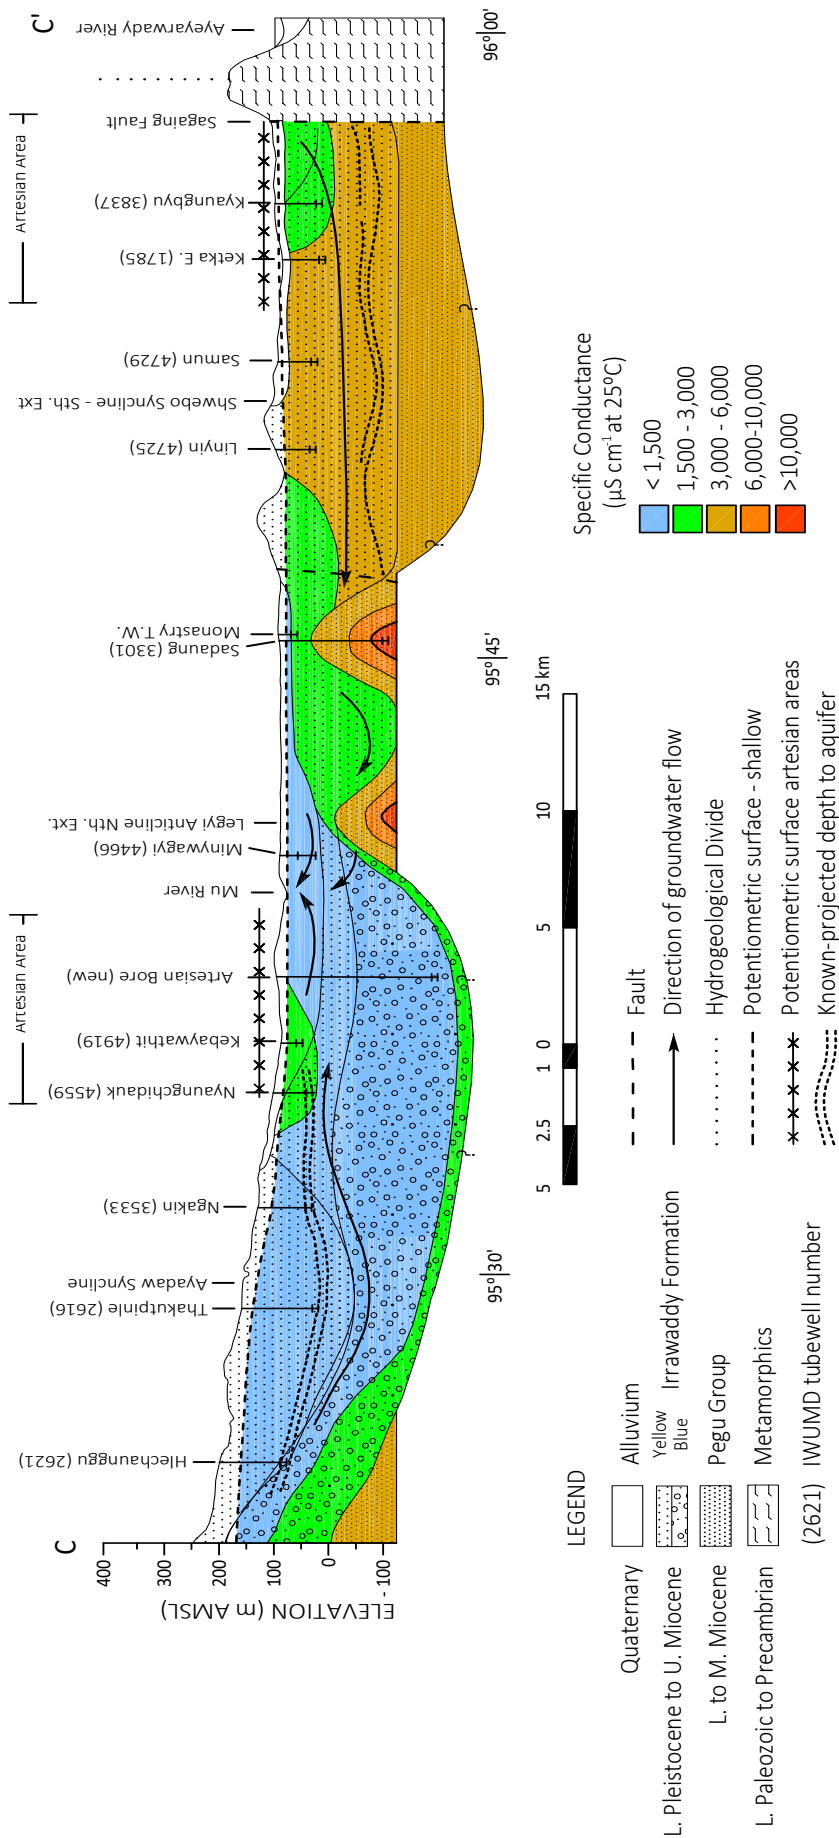 C
C'
ELEVATION (m AMSL)
400
300
200
100
0
- 100
Hlechaunggu (2621)
Thakutpinle (2616)
Ayadaw Syncline
Ngakin (3533)
Nyaungchidauk (4559)
Kebaywathit (4919)
Artesian Bore (new)
Mu River
Minywagyi (4466)
Legyi Anticline Nth. Ext.
Sadaung (3301)
Monastry T.W.
Linyin (4725)
Shwebo Syncline - Sth. Ext
Samun (4729)
Ketka E. (1785)
Kyaungbyu (3837)
Sagaing Fault
Ayeyarwady River
Artesian Area
Artesian Area
?
?
?
?
95° 30'
95° 45'
96° 00'
5
2.5
1
0
5
10
15 km
LEGEND
Quaternary
Alluvium
L. Pleistocene to U. Miocene
Yellow
Blue
Irrawaddy Formation
L. to M. Miocene
Pegu Group
L. Paleozoic to Precambrian
Metamorphics
(2621)
IWUMD tubewell number
Fault
Direction of groundwater flow
Hydrogeological Divide
Potentiometric surface - shallow
Potentiometric surface artesian areas
Known-projected depth to aquifer
Specific Conductance
(µS cm⁻¹ at 25°C)
< 1,500
1,500 - 3,000
3,000 - 6,000
6,000-10,000
>10,000